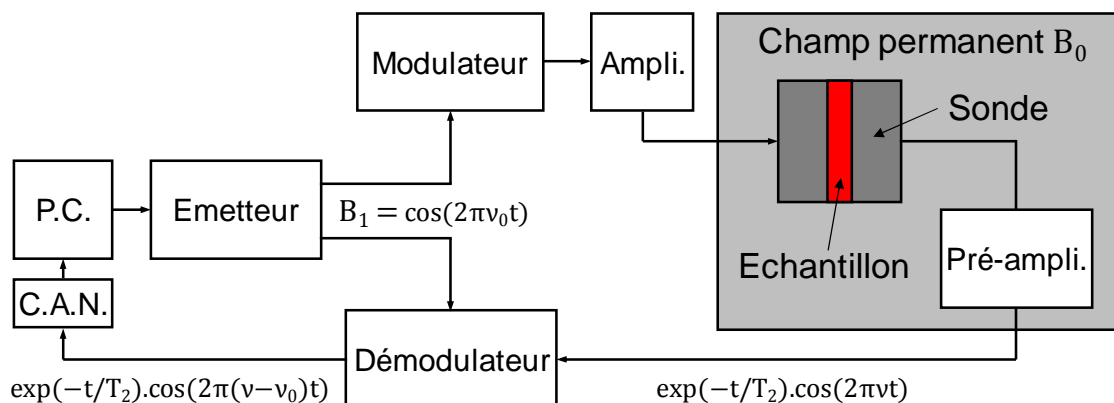 Champ permanent B₀
Modulateur
Ampli.
Sonde
P.C.
Emetteur
B₁ = cos(2πν₀t)
Echantillon
Pré-ampli.
C.A.N.
Démodulateur
exp(−t/T₂).cos(2π(ν−ν₀)t)
exp(−t/T₂).cos(2πνt)